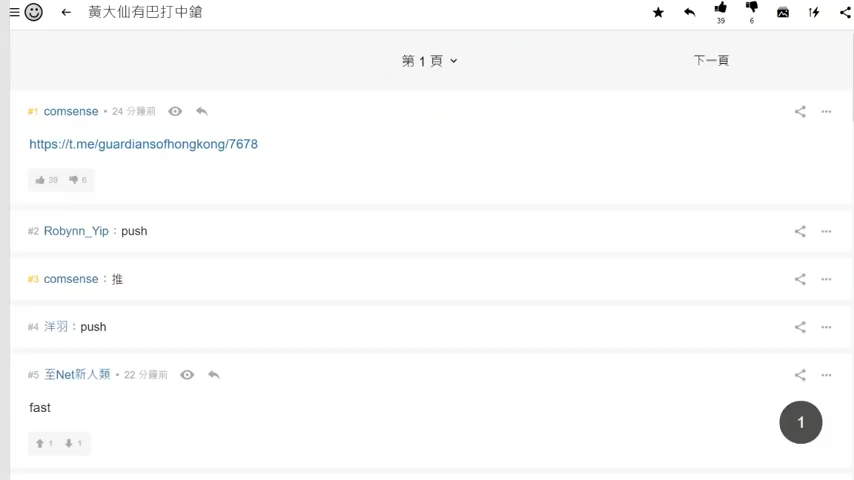 黃大仙有巴打中鎗
39
6
第 1 頁
下一頁
#1 comsense • 24 分鐘前
https://t.me/guardiansofhongkong/7678
39 6
#2 Robynn_Yip：push
#3 comsense：推
#4 洋羽：push
#5 至Net新人類 • 22 分鐘前
fast
1 1
1